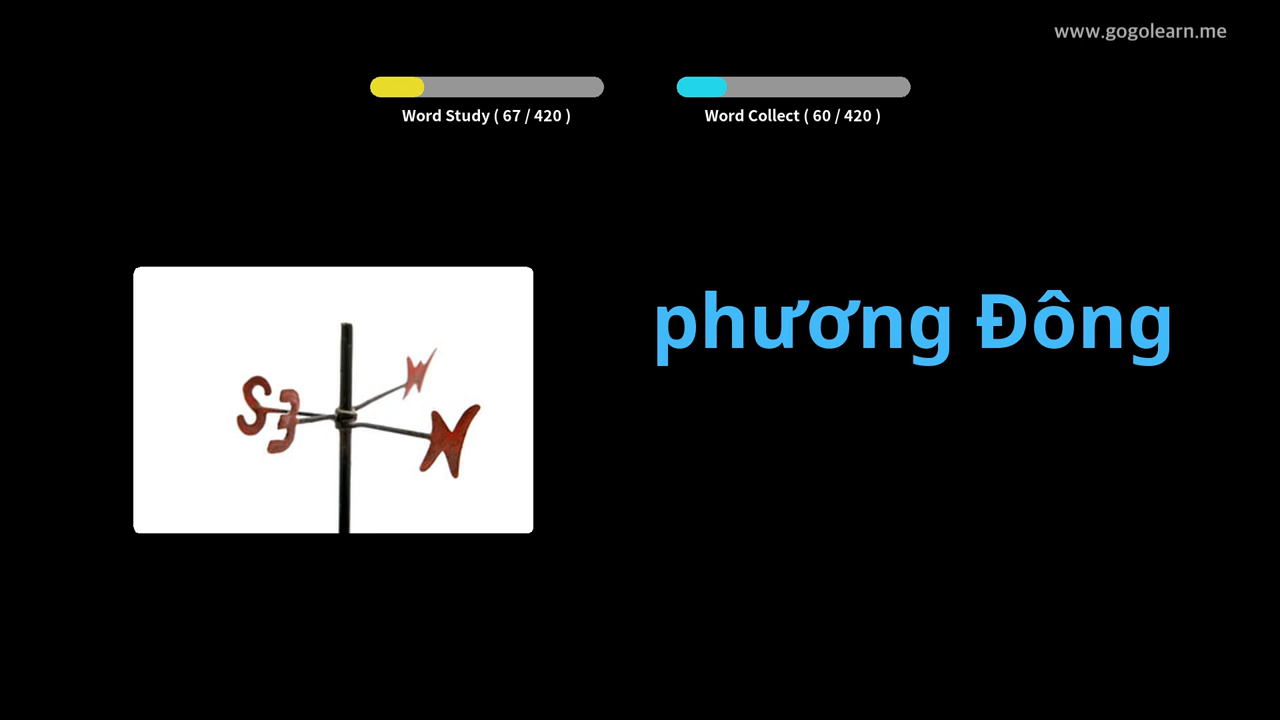 www.gogolearn.me
Word Study ( 67 / 420 )
Word Collect ( 60 / 420 )
phương Đông
S E N